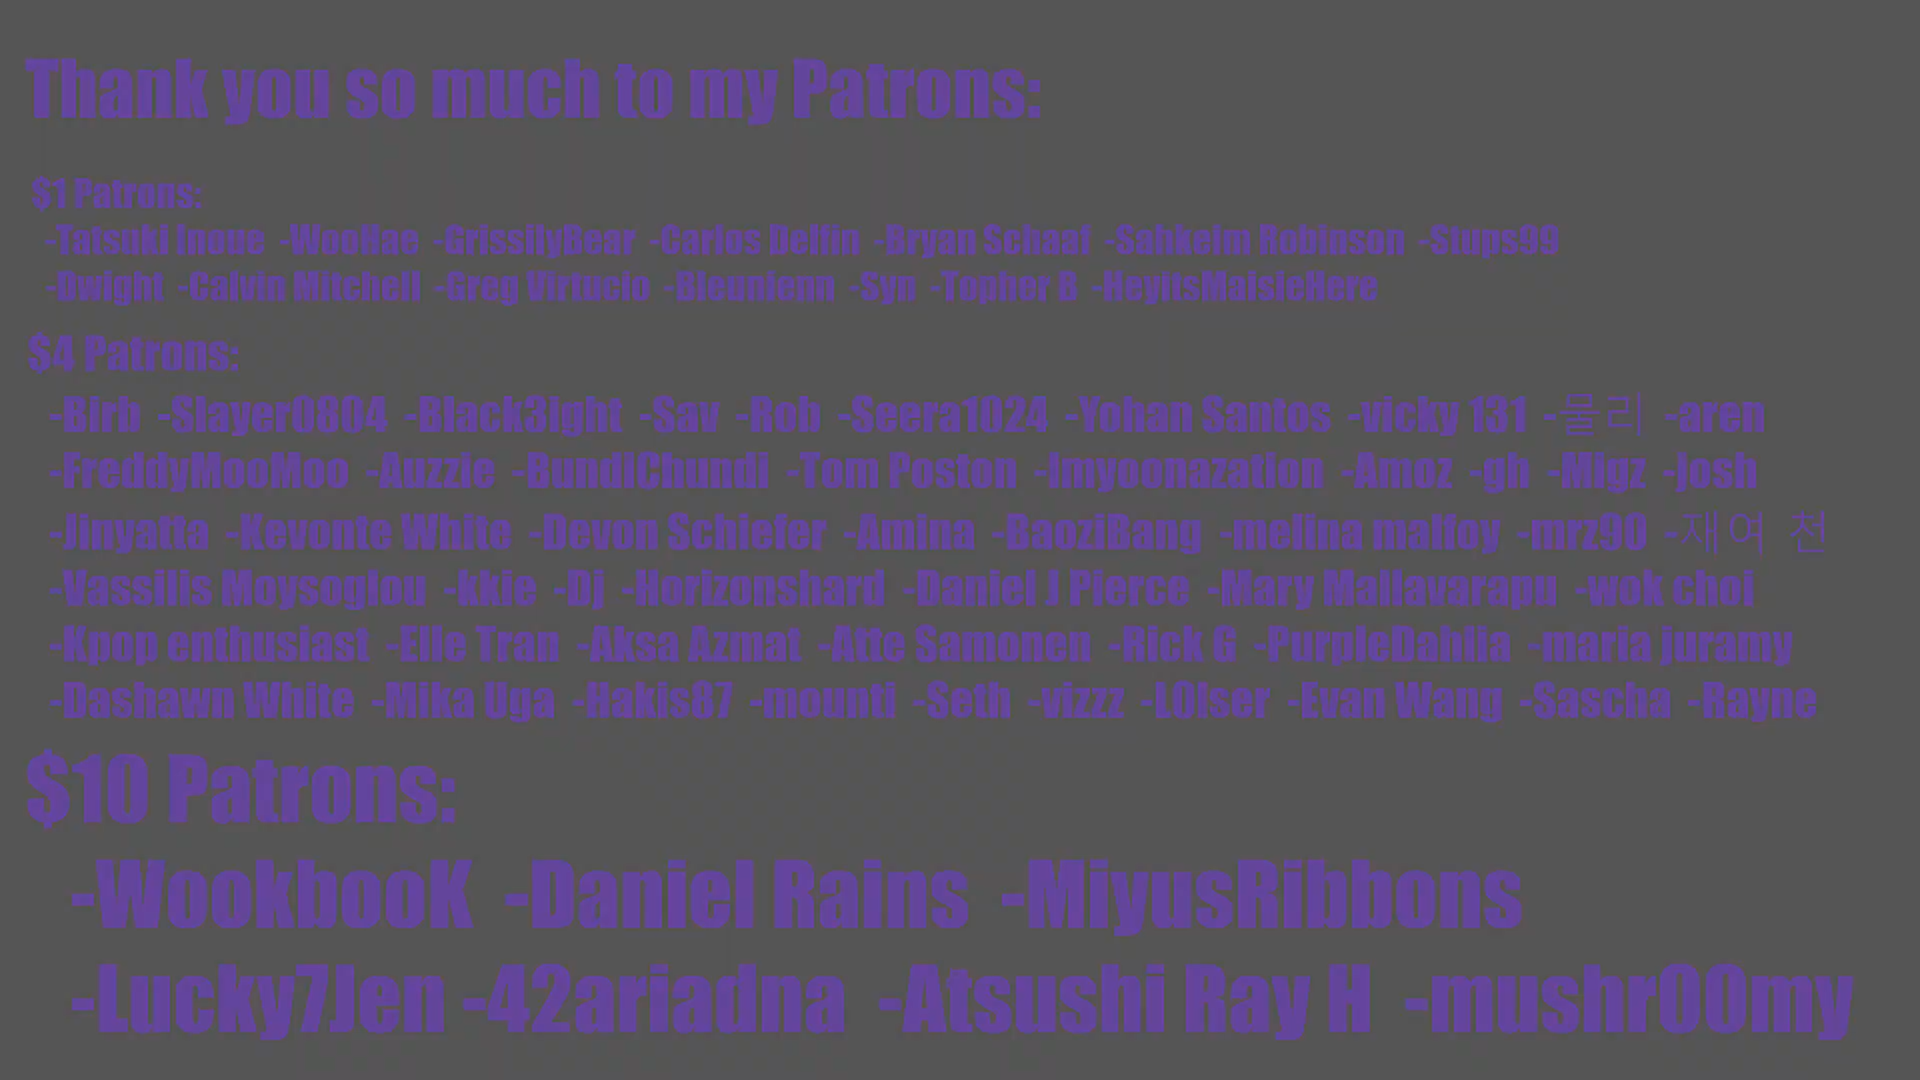 Thank you so much to my Patrons:
$1 Patrons:
-Tatsuki Inoue -WooHae -GrissilyBear -Carlos Delfin -Bryan Schaaf -Sahkeim Robinson -Stups99
-Dwight -Calvin Mitchell -Greg Virtucio -Bleunienn -Syn -Topher B -HeyItsMaisieHere
$4 Patrons:
-Birh -Slayer0804 -Black3ight -Sav -Rob -Seera1024 -Yohan Santos -vicky 131 -물리 -aren
-FreddyMooMoo -Auzzie -BundiChundi -Tom Poston -Imyoonazation -Amoz -gh -Migz -josh
-Jinyatta -Kevonte White -Devon Schiefer -Amina -BaoziBang -melina malfoy -mrz90 -재여 천
-Vassilis Moysoglou -kkie -Dj -Horizonshard -Daniel J Pierce -Mary Mallavarapu -wok choi
-Kpop enthusiast -Elle Tran -Aksa Azmat -Atte Samonen -Rick G -PurpleDahlia -maria juramy
-Dashawn White -Mika Uga -Hakis87 -mounti -Seth -vizzz -L0lser -Evan Wang -Sascha -Rayne
$10 Patrons:
-WookbooK -Daniel Rains -MiyusRibbons
-Lucky7Jen -42ariadna -Atsushi Ray H -mushr00my